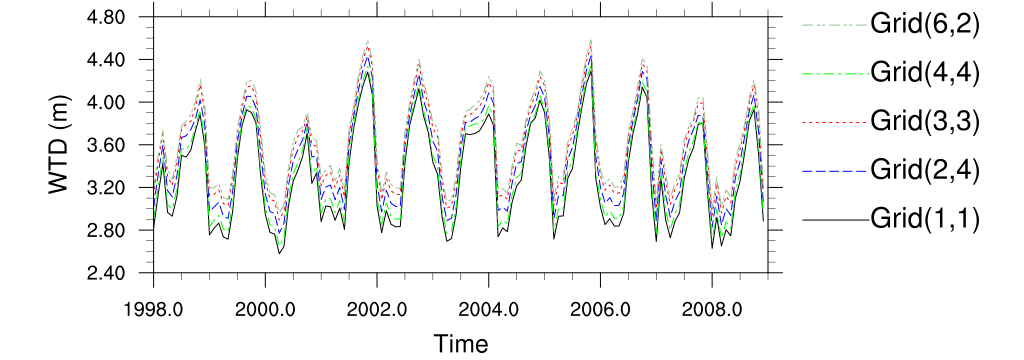 4.80
4.40
4.00
3.60
3.20
2.80
2.40
WTD (m)
1998.0 2000.0 2002.0 2004.0 2006.0 2008.0
Time
Grid(6,2)
Grid(4,4)
Grid(3,3)
Grid(2,4)
Grid(1,1)